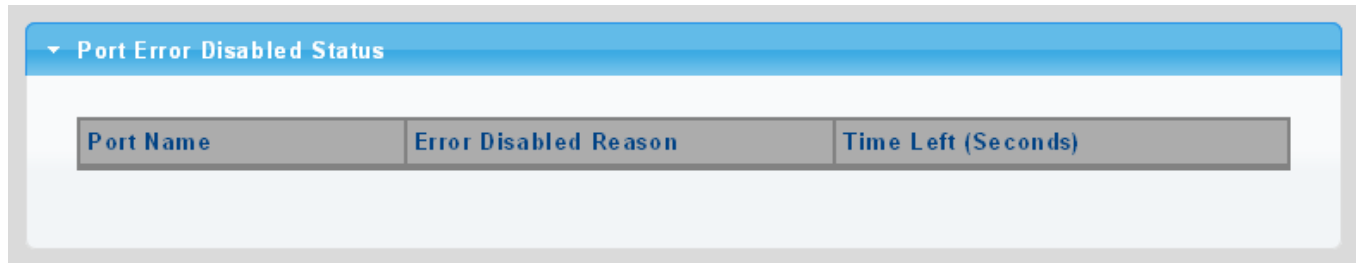 Port Error Disabled Status
Port Name Error Disabled Reason Time Left (Seconds)